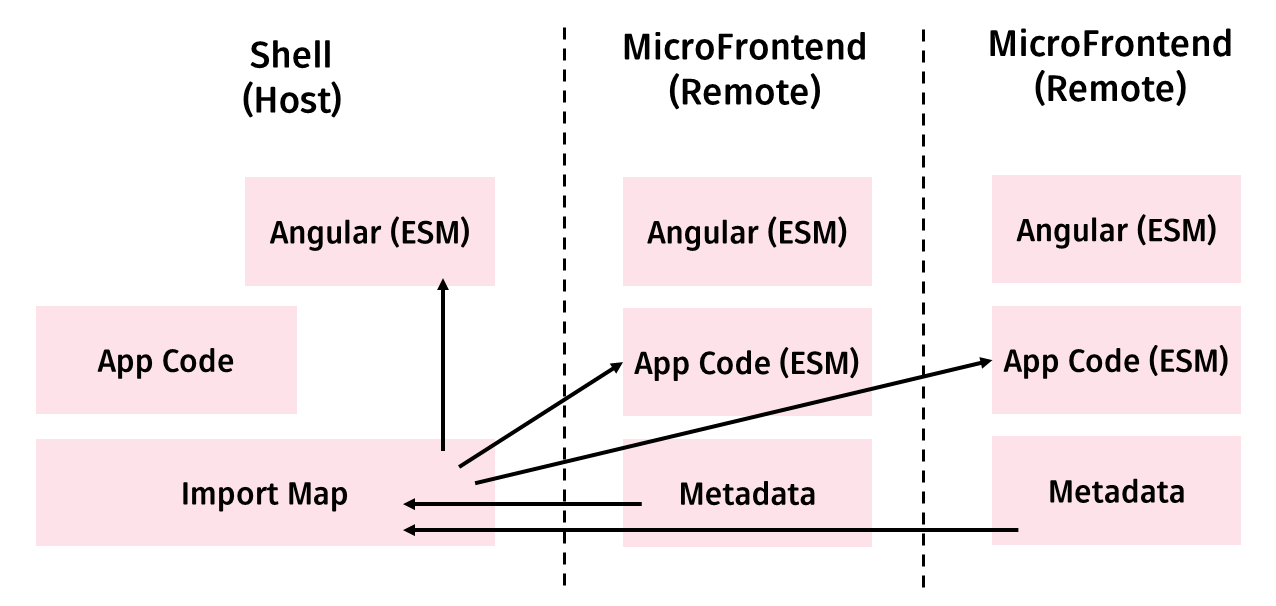 Shell
(Host)
MicroFrontend
(Remote)
MicroFrontend
(Remote)
Angular (ESM)
Angular (ESM)
Angular (ESM)
App Code
App Code (ESM)
App Code (ESM)
Import Map
Metadata
Metadata